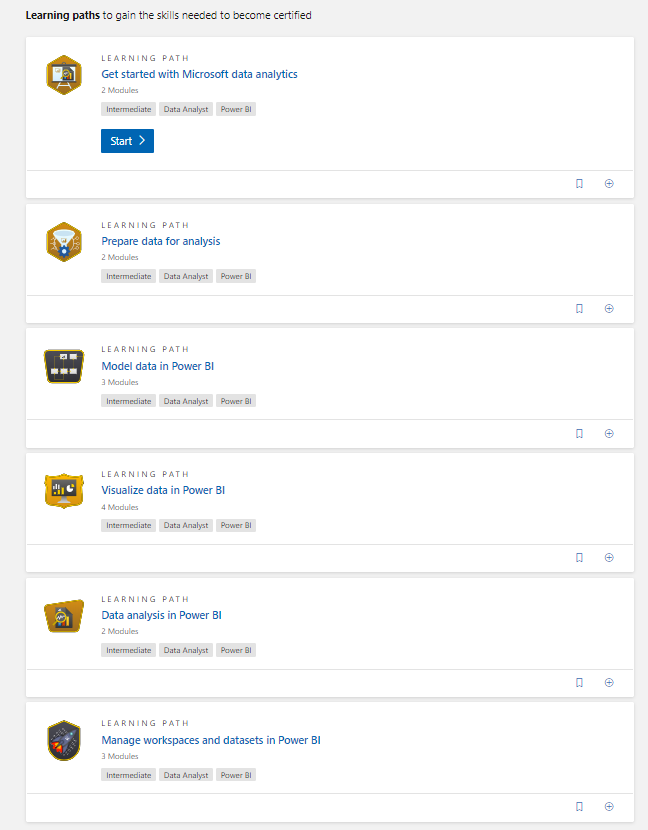 Learning paths to gain the skills needed to become certified
LEARNING PATH
Get started with Microsoft data analytics
2 Modules
Intermediate Data Analyst Power BI
Start
LEARNING PATH
Prepare data for analysis
2 Modules
Intermediate Data Analyst Power BI
LEARNING PATH
Model data in Power BI
3 Modules
Intermediate Data Analyst Power BI
LEARNING PATH
Visualize data in Power BI
4 Modules
Intermediate Data Analyst Power BI
LEARNING PATH
Data analysis in Power BI
2 Modules
Intermediate Data Analyst Power BI
LEARNING PATH
Manage workspaces and datasets in Power BI
3 Modules
Intermediate Data Analyst Power BI